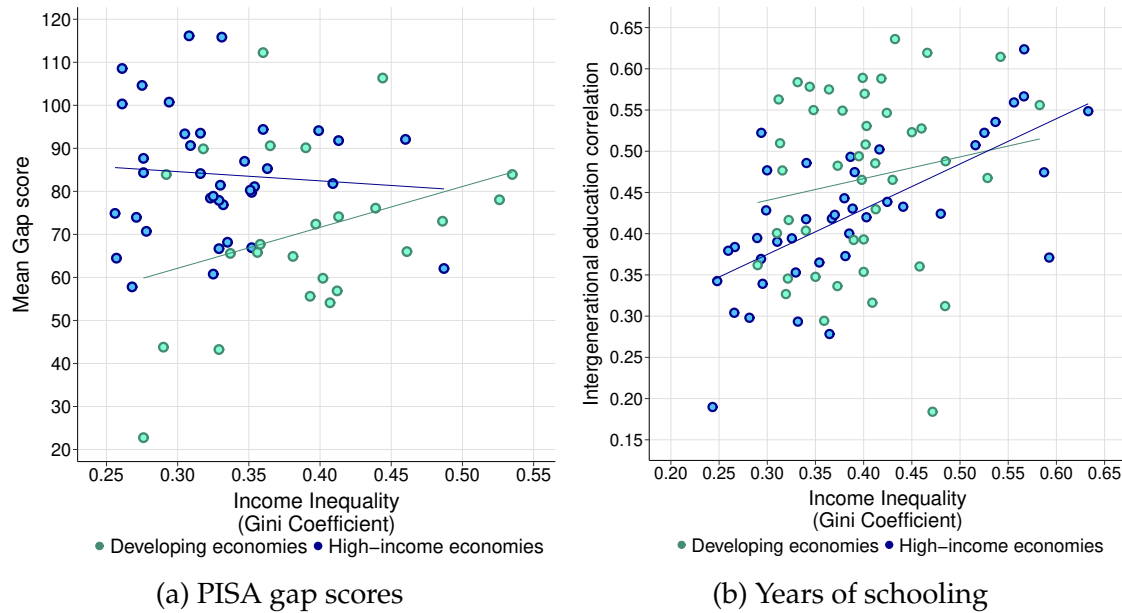 120
110
100
90
80
70
60
50
40
30
20
Mean Gap score
0.25 0.30 0.35 0.40 0.45 0.50 0.55
Income Inequality
(Gini Coefficient)
Developing economies High−income economies
(a) PISA gap scores
0.65
0.60
0.55
0.50
0.45
0.40
0.35
0.30
0.25
0.20
0.15
Intergenerational education correlation
0.20 0.25 0.30 0.35 0.40 0.45 0.50 0.55 0.60 0.65
Income Inequality
(Gini Coefficient)
Developing economies High−income economies
(b) Years of schooling